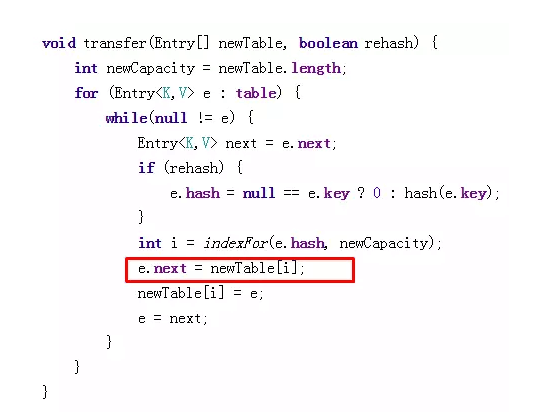 void transfer(Entry[] newTable, boolean rehash) {
    int newCapacity = newTable.length;
    for (Entry<K,V> e : table) {
        while(null != e) {
            Entry<K,V> next = e.next;
            if (rehash) {
                e.hash = null == e.key ? 0 : hash(e.key);
            }
            int i = indexFor(e.hash, newCapacity);
            e.next = newTable[i];
            newTable[i] = e;
            e = next;
        }
    }
}